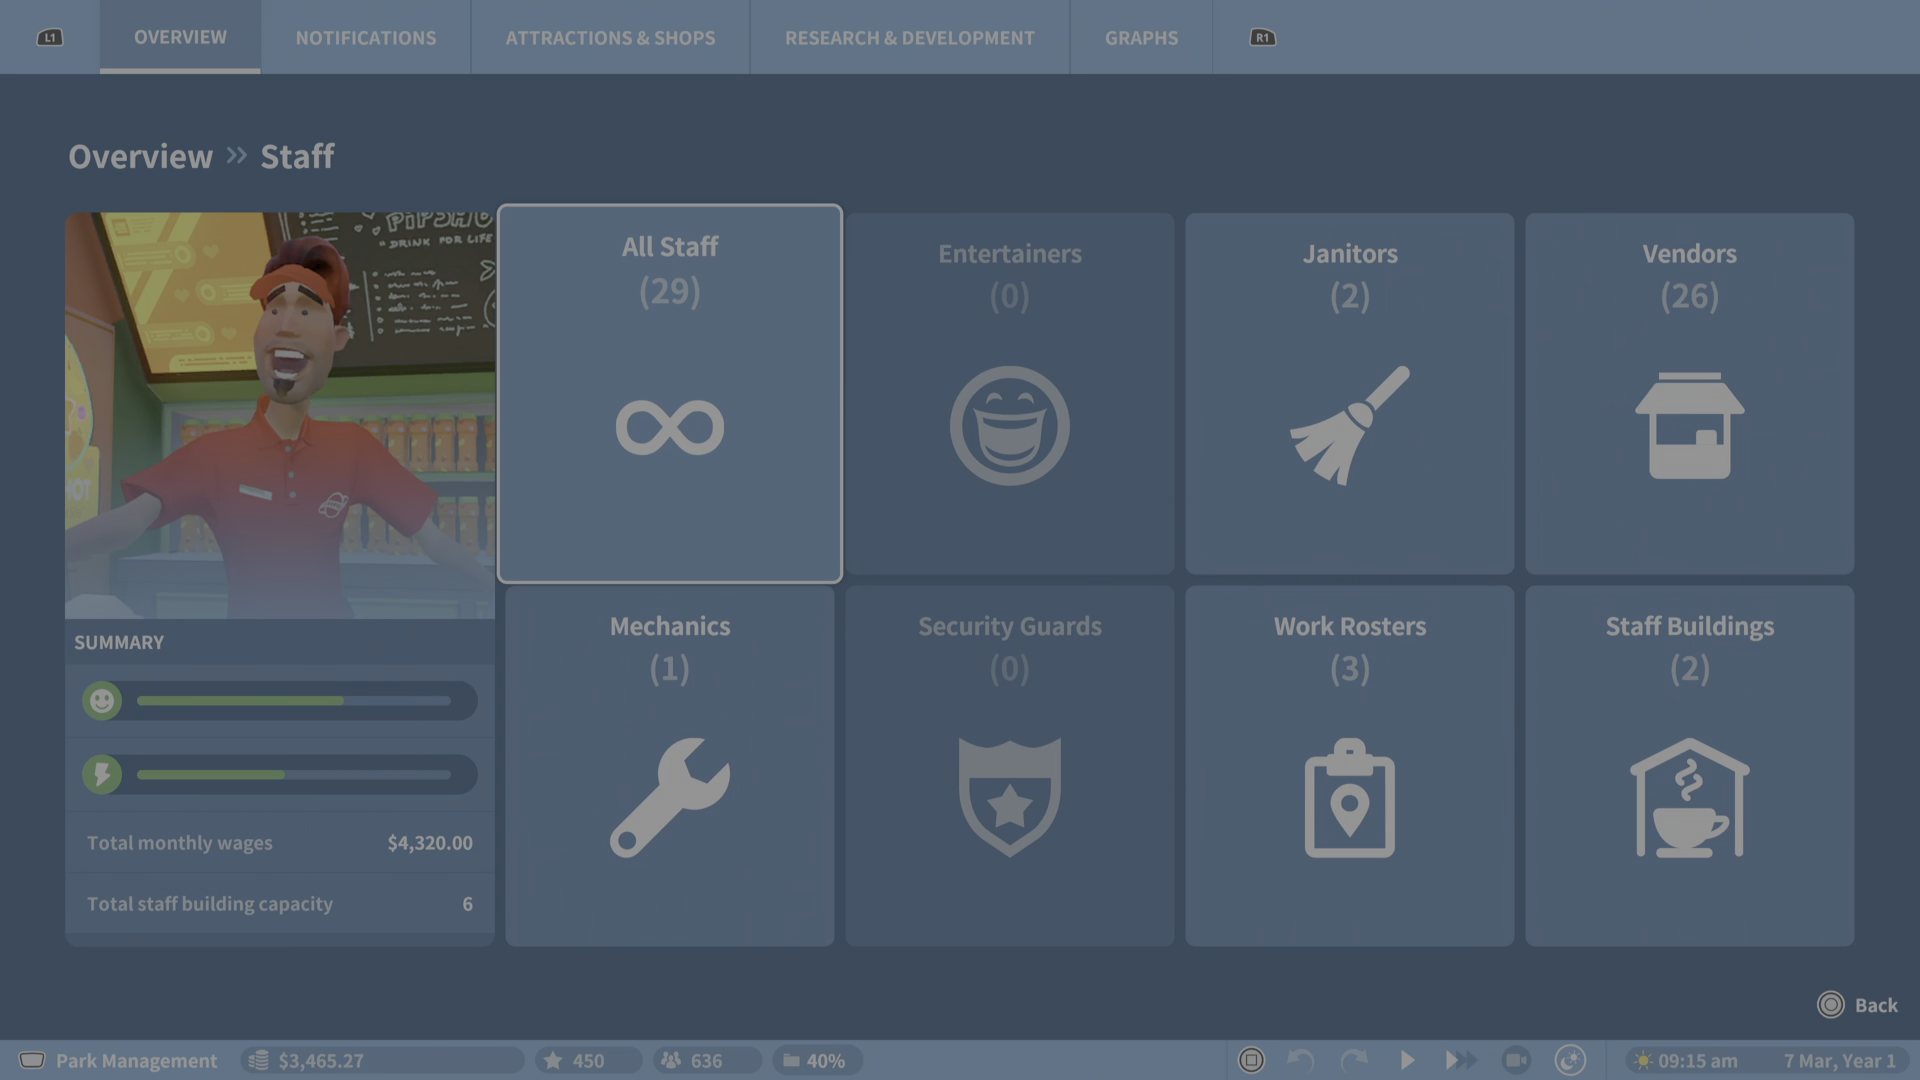 L1 OVERVIEW NOTIFICATIONS ATTRACTIONS & SHOPS RESEARCH & DEVELOPMENT GRAPHS R1
Overview » Staff
DRINK FOR LIFE
SUMMARY
Total monthly wages $4,320.00
Total staff building capacity 6
All Staff
(29)
Entertainers
(0)
Janitors
(2)
Vendors
(26)
Mechanics
(1)
Security Guards
(0)
Work Rosters
(3)
Staff Buildings
(2)
Back
Park Management $3,465.27 450 636 40% 09:15 am 7 Mar, Year 1